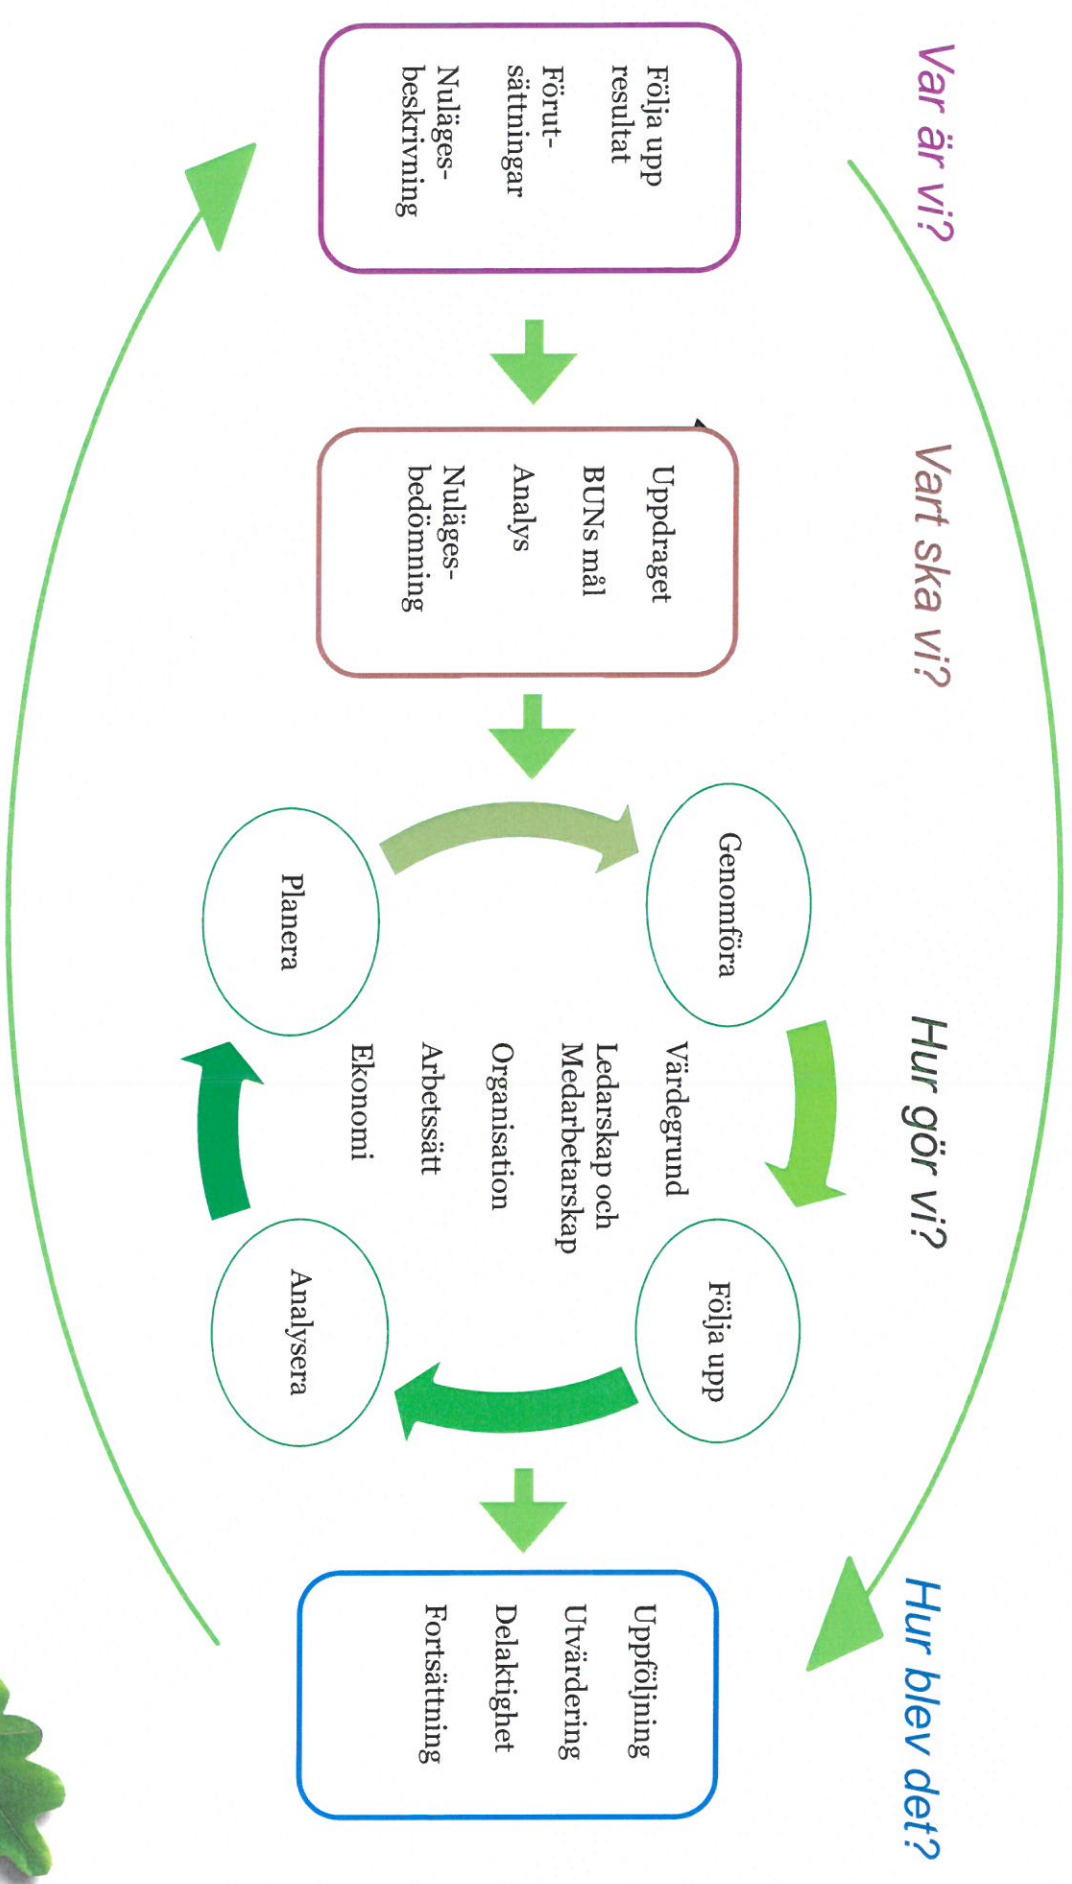 Var är vi?
Vart ska vi?
Hur gör vi?
Hur blev det?
Följa upp
resultat
Förut-
sättningar
Nuläges-
beskrivning
Uppdraget
BUNs mål
Analys
Nuläges-
bedömning
Genomföra
Följa upp
Värdegrund
Ledarskap och
Medarbetarskap
Organisation
Arbetssätt
Ekonomi
Planera
Analysera
Uppföljning
Utvärdering
Delaktighet
Fortsättning